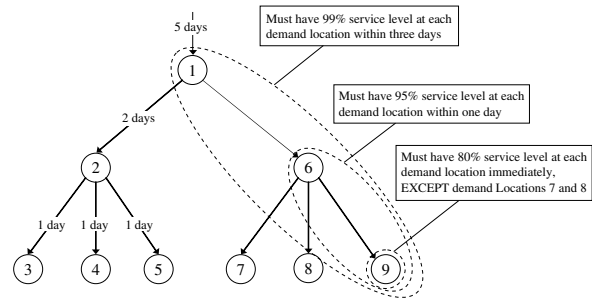 5 days
Must have 99% service level at each
demand location within three days
1
Must have 95% service level at each
demand location within one day
2 days
Must have 80% service level at each
demand location immediately,
EXCEPT demand Locations 7 and 8
2
6
1 day
1 day
1 day
3
4
5
7
8
9